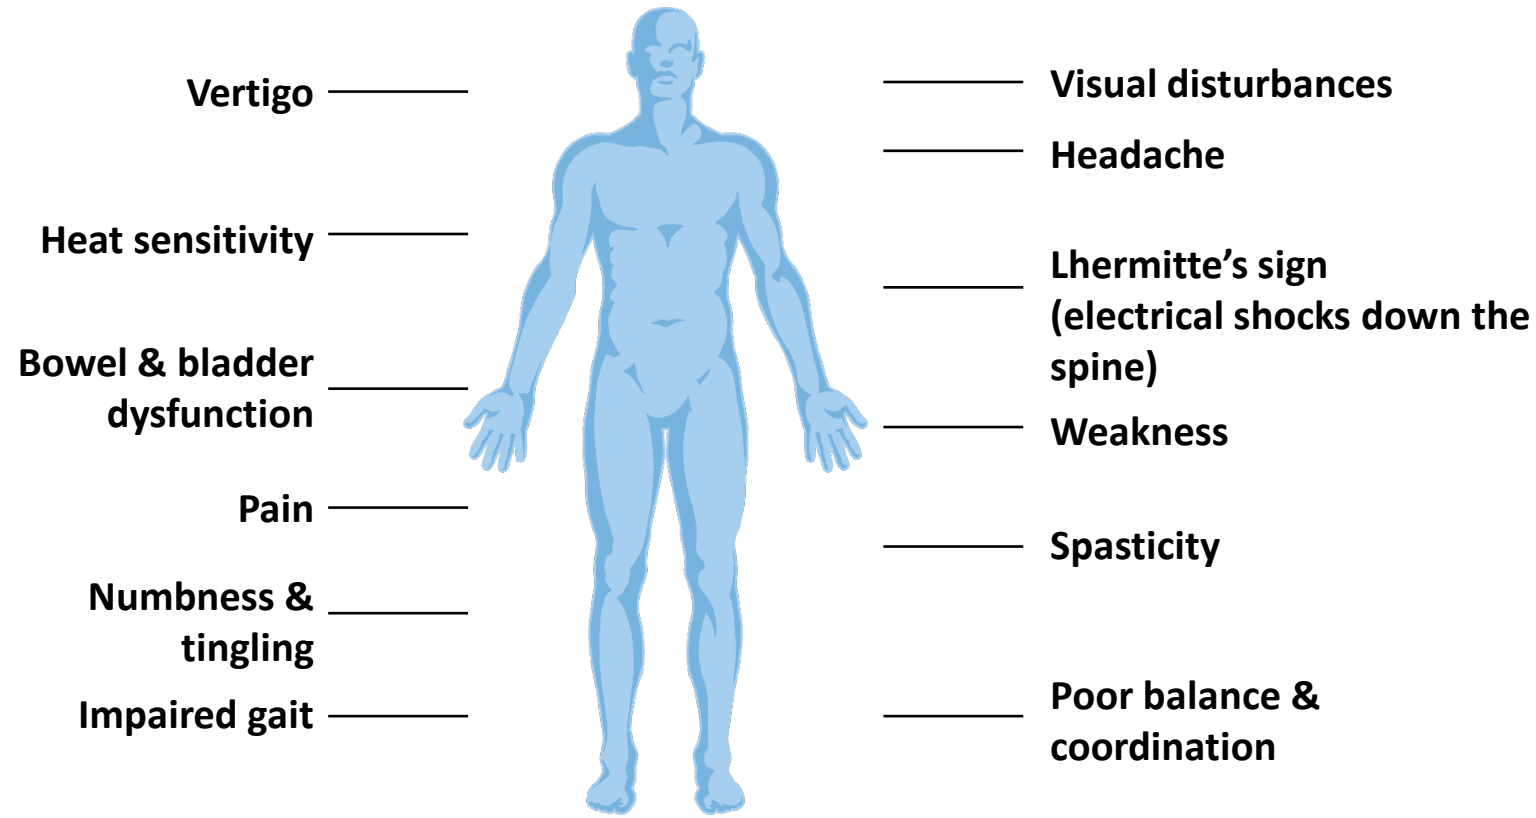 Vertigo
Heat sensitivity
Bowel & bladder
dysfunction
Pain
Numbness &
tingling
Impaired gait
Visual disturbances
Headache
Lhermitte’s sign
(electrical shocks down the
spine)
Weakness
Spasticity
Poor balance &
coordination